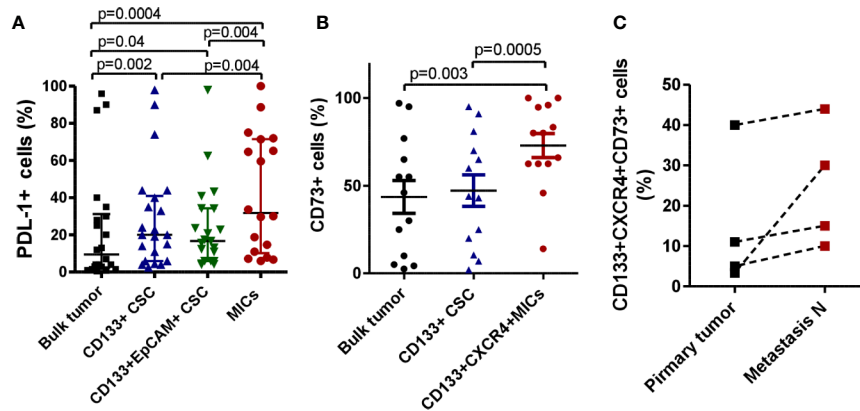 A
p=0.0004
p=0.004
p=0.04
p=0.002
p=0.004
PDL-1+ cells (%)
100
80
60
40
20
0
Bulk tumor
CD133+ CSC
CD133+EpCAM+ CSC
MICs
B
p=0.0005
p=0.003
CD73+ cells (%)
100
50
0
Bulk tumor
CD133+ CSC
CD133+CXCR4+MICs
C
CD133+CXCR4+CD73+ cells
(%)
50
40
30
20
10
0
Pirmary tumor
Metastasis N